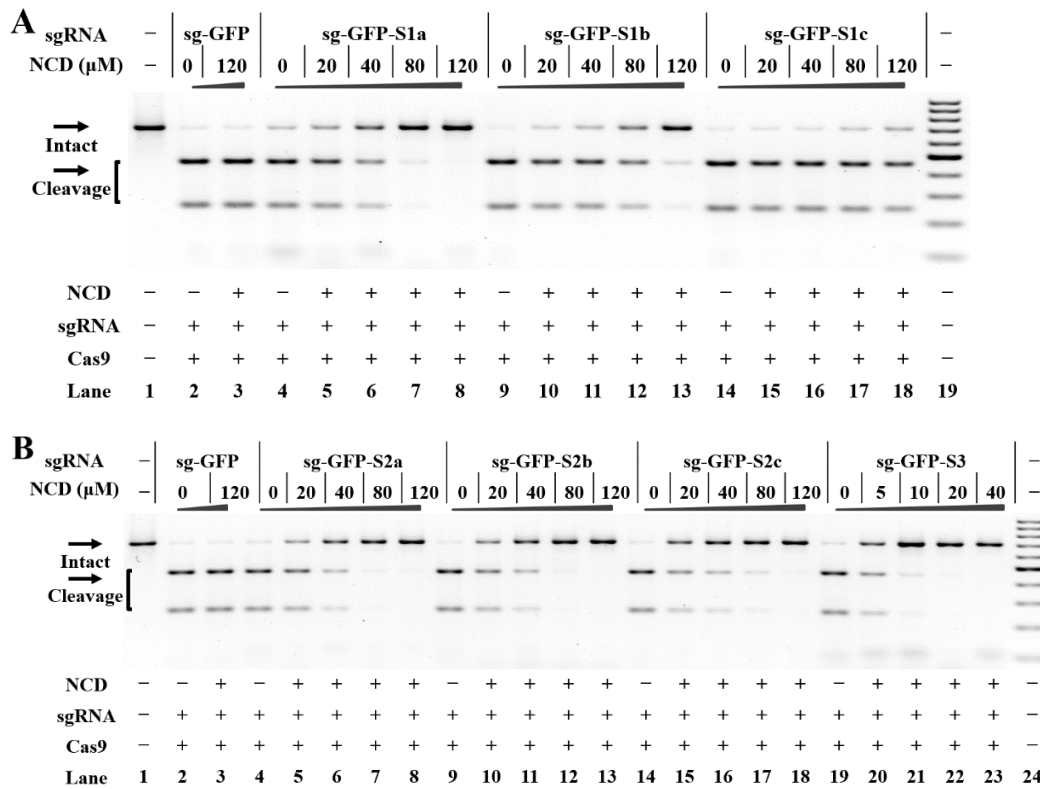 A
sgRNA – sg-GFP sg-GFP-S1a sg-GFP-S1b sg-GFP-S1c –
NCD (µM) – 0 120 0 20 40 80 120 0 20 40 80 120 0 20 40 80 120 –
Intact
Cleavage
NCD – – + – + + + + – + + + + – + + + + –
sgRNA – + + + + + + + + + + + + + + + + + –
Cas9 – + + + + + + + + + + + + + + + + + –
Lane 1 2 3 4 5 6 7 8 9 10 11 12 13 14 15 16 17 18 19
B
sgRNA – sg-GFP sg-GFP-S2a sg-GFP-S2b sg-GFP-S2c sg-GFP-S3 –
NCD (µM) – 0 120 0 20 40 80 120 0 20 40 80 120 0 20 40 80 120 0 5 10 20 40 –
Intact
Cleavage
NCD – – + – + + + + – + + + + – + + + + – + + + + –
sgRNA – + + + + + + + + + + + + + + + + + + + + + + –
Cas9 – + + + + + + + + + + + + + + + + + + + + + + –
Lane 1 2 3 4 5 6 7 8 9 10 11 12 13 14 15 16 17 18 19 20 21 22 23 24